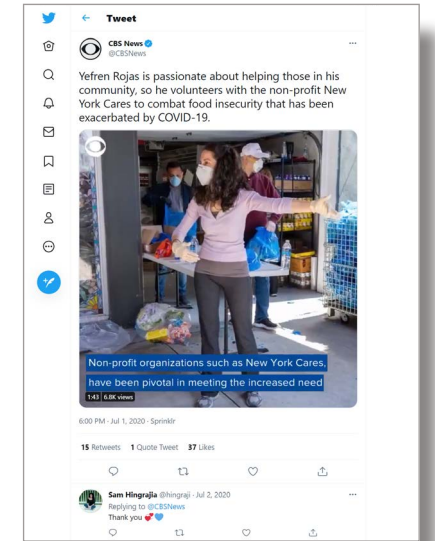 Tweet
CBS News
@CBSNews
Yefren Rojas is passionate about helping those in his
community, so he volunteers with the non-profit New
York Cares to combat food insecurity that has been
exacerbated by COVID-19.
Non-profit organizations such as New York Cares,
have been pivotal in meeting the increased need
1:43 6.8K views
6:00 PM · Jul 1, 2020 · Sprinklr
15 Retweets 1 Quote Tweet 37 Likes
Sam Hingrajia @hingraji · Jul 2, 2020
Replying to @CBSNews
Thank you 💕💙